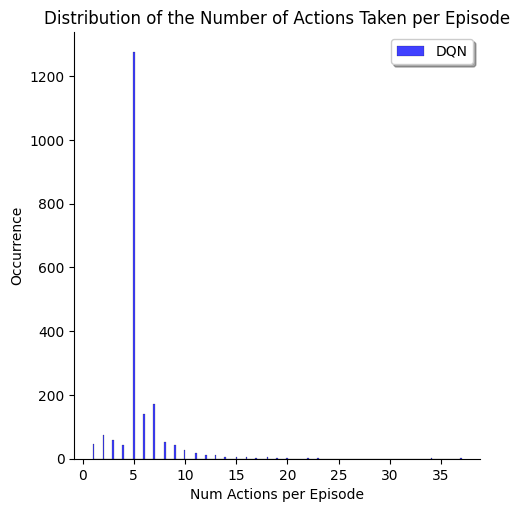 Distribution of the Number of Actions Taken per Episode
DQN
1200
1000
800
600
400
200
0
0 5 10 15 20 25 30 35
Occurrence
Num Actions per Episode